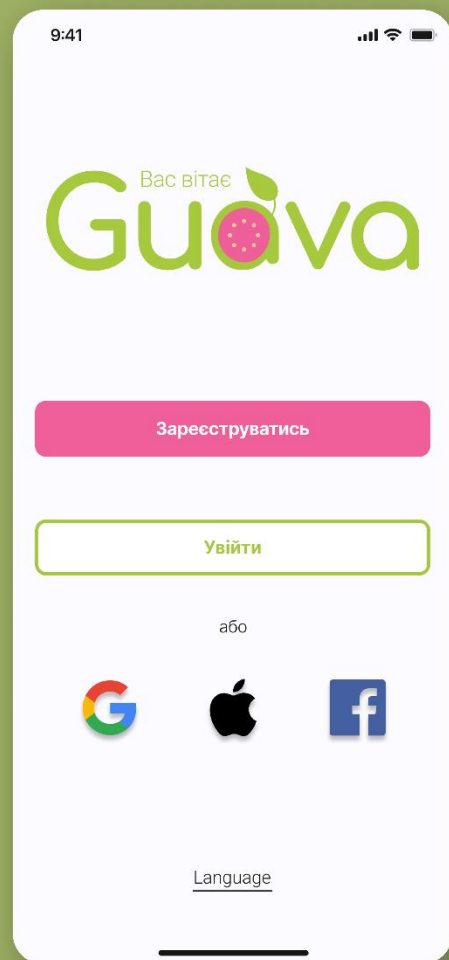 9:41
Вас вітає
Guava
Зареєструватись
Увійти
або
Language